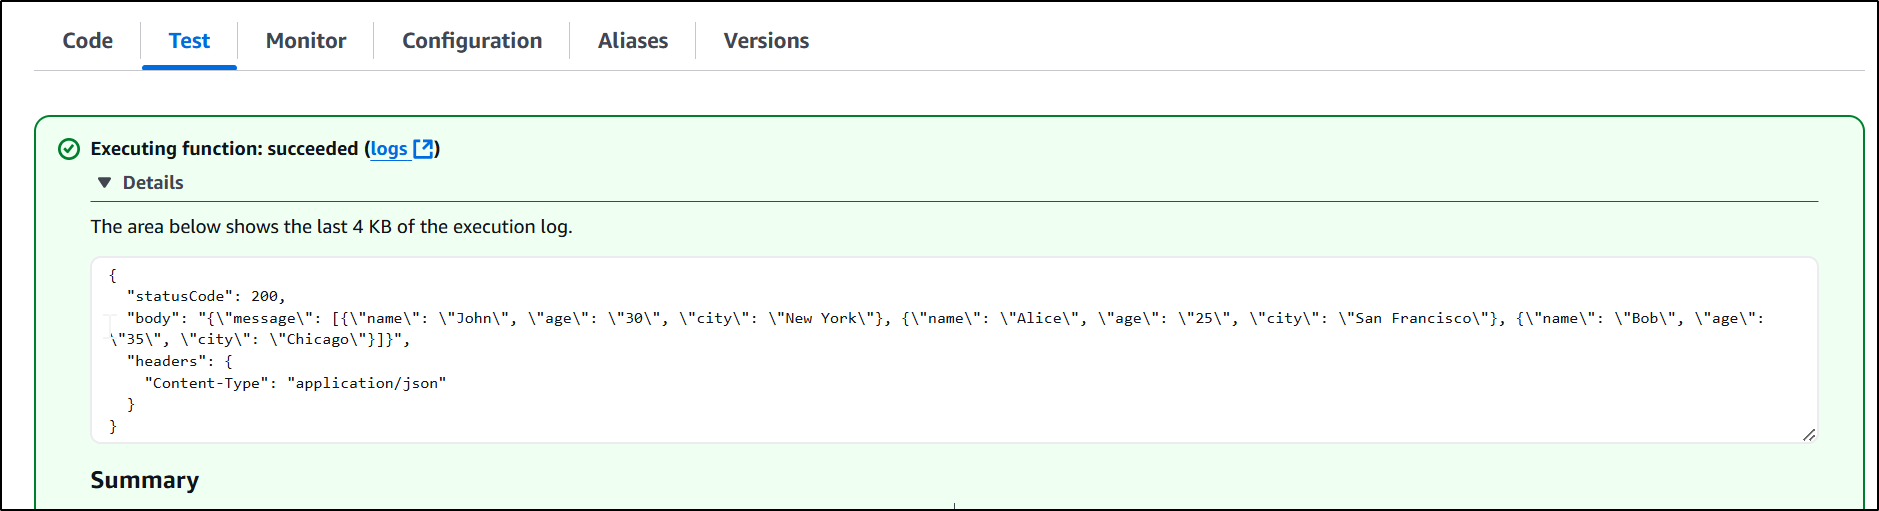 Code Test Monitor Configuration Aliases Versions
Executing function: succeeded (logs)
Details
The area below shows the last 4 KB of the execution log.
{
"statusCode": 200,
"body": "{\"message\": [{\"name\": \"John\", \"age\": \"30\", \"city\": \"New York\"}, {\"name\": \"Alice\", \"age\": \"25\", \"city\": \"San Francisco\"}, {\"name\": \"Bob\", \"age\":
\"35\", \"city\": \"Chicago\"}]}",
"headers": {
"Content-Type": "application/json"
}
}
Summary